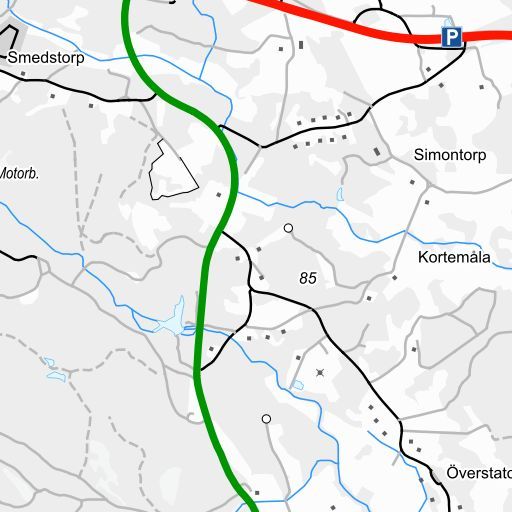 P
Smedstorp
Simontorp
Motorb.
Kortemåla
85
Överstato